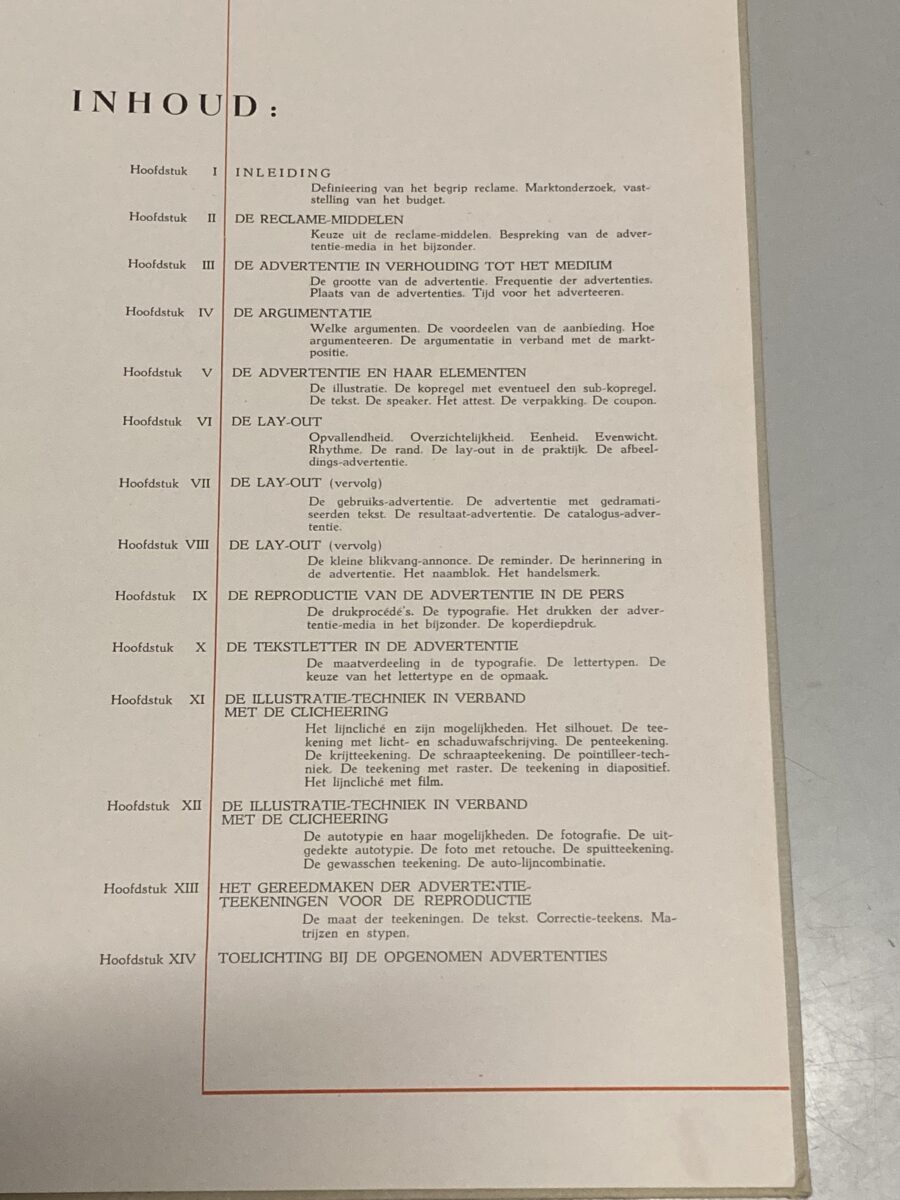 INHOUD:
Hoofdstuk I INLEIDING
Definieering van het begrip reclame. Marktonderzoek, vast-
stelling van het budget.
Hoofdstuk II DE RECLAME-MIDDELEN
Keuze uit de reclame-middelen. Bespreking van de adver-
tentie-media in het bijzonder.
Hoofdstuk III DE ADVERTENTIE IN VERHOUDING TOT HET MEDIUM
De grootte van de advertentie. Frequentie der advertenties.
Plaats van de advertenties. Tijd voor het adverteeren.
Hoofdstuk IV DE ARGUMENTATIE
Welke argumenten. De voordeelen van de aanbieding. Hoe
argumenteeren. De argumentatie in verband met de markt-
positie.
Hoofdstuk V DE ADVERTENTIE EN HAAR ELEMENTEN
De illustratie. De kopregel met eventueel den sub-kopregel.
De tekst. De speaker. Het attest. De verpakking. De coupon.
Hoofdstuk VI DE LAY-OUT
Opvallendheid. Overzichtelijkheid. Eenheid. Evenwicht.
Rhythme. De rand. De lay-out in de praktijk. De afbeel-
dings-advertentie.
Hoofdstuk VII DE LAY-OUT (vervolg)
De gebruiks-advertentie. De advertentie met gedramati-
seerden tekst. De resultaat-advertentie. De catalogus-adver-
tentie.
Hoofdstuk VIII DE LAY-OUT (vervolg)
De kleine blikvang-annonce. De reminder. De herinnering in
de advertentie. Het naamblok. Het handelsmerk.
Hoofdstuk IX DE REPRODUCTIE VAN DE ADVERTENTIE IN DE PERS
De drukprocédé's. De typografie. Het drukken der adver-
tentie-media in het bijzonder. De koperdiepdruk.
Hoofdstuk X DE TEKSTLETTER IN DE ADVERTENTIE
De maatverdeeling in de typografie. De lettertypen. De
keuze van het lettertype en de opmaak.
Hoofdstuk XI DE ILLUSTRATIE-TECHNIEK IN VERBAND
MET DE CLICHEERING
Het lijncliché en zijn mogelijkheden. Het silhouet. De tee-
kening met licht- en schaduwafschrijving. De penteekening.
De krijtteekening. De schraapteekening. De pointilleer-tech-
niek. De teekening met raster. De teekening in diapositief.
Het lijncliché met film.
Hoofdstuk XII DE ILLUSTRATIE-TECHNIEK IN VERBAND
MET DE CLICHEERING
De autotypie en haar mogelijkheden. De fotografie. De uit-
gedekte autotypie. De foto met retouche. De spuitteekening.
De gewasschen teekening. De auto-lijncombinatie.
Hoofdstuk XIII HET GEREEDMAKEN DER ADVERTENTIE-
TEEKENINGEN VOOR DE REPRODUCTIE
De maat der teekeningen. De tekst. Correctie-teekens. Ma-
trijzen en stypen.
Hoofdstuk XIV TOELICHTING BIJ DE OPGENOMEN ADVERTENTIES